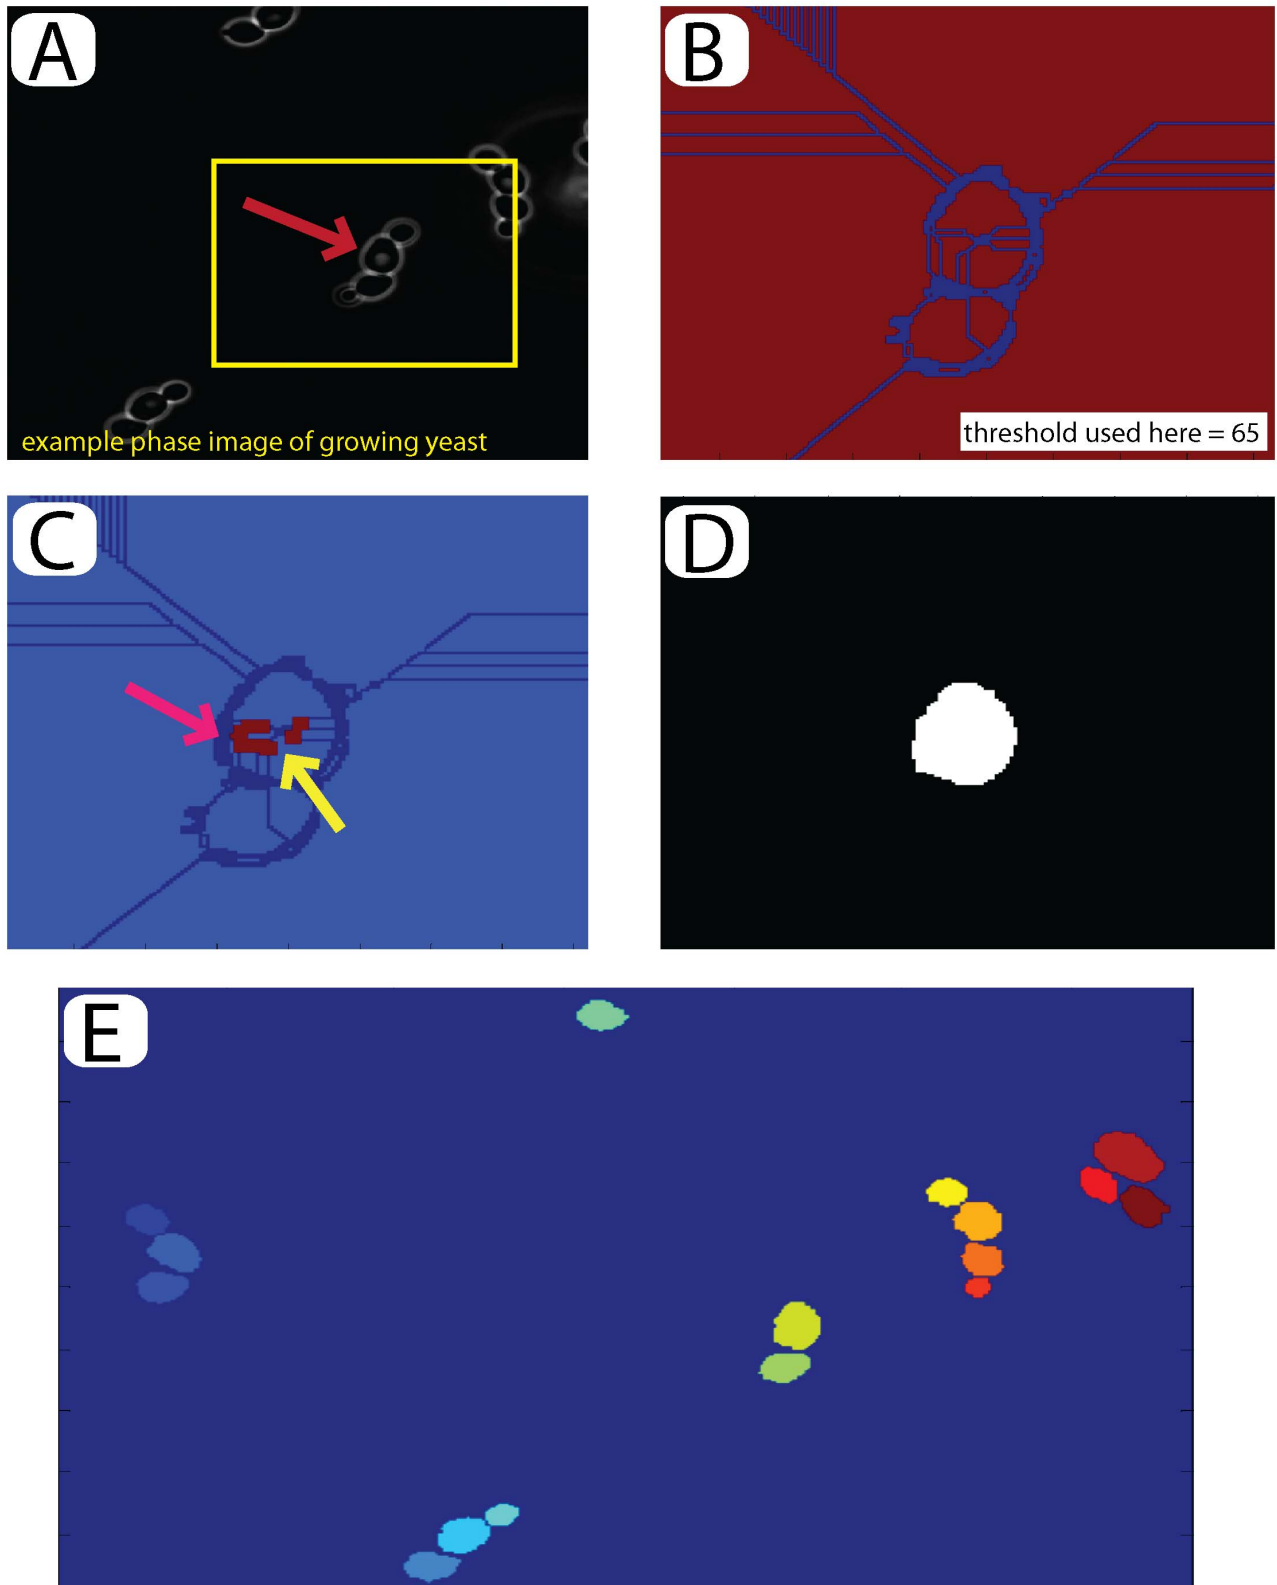 A
example phase image of growing yeast
B
threshold used here = 65
C
D
E